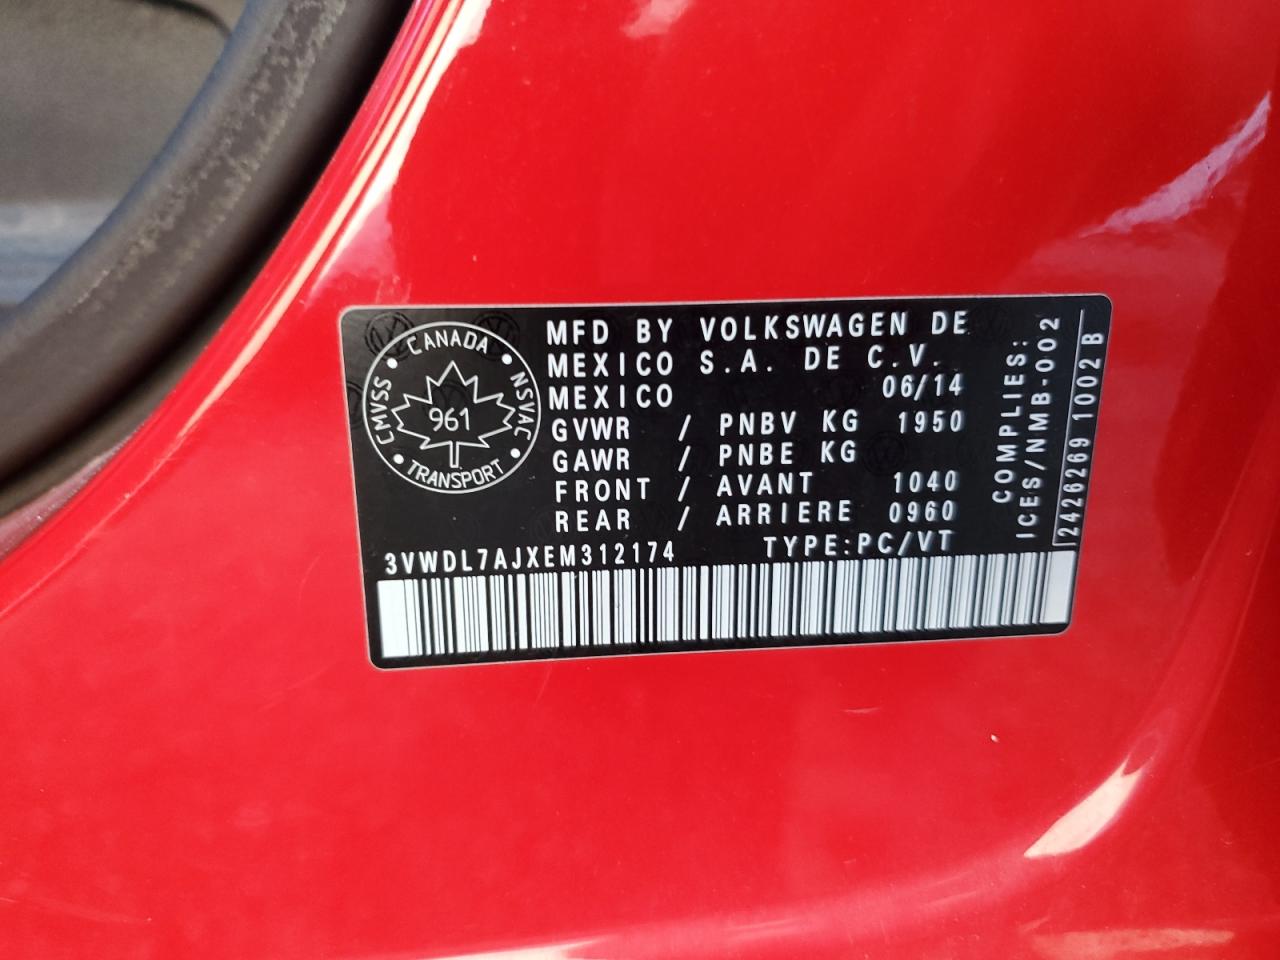 CANADA
CMVSS
NSVAC
961
TRANSPORT
MFD BY VOLKSWAGEN DE
MEXICO S.A. DE C.V.
MEXICO 06/14
GVWR / PNBV KG 1950
GAWR / PNBE KG
FRONT / AVANT 1040
REAR / ARRIERE 0960
3VWDL7AJXEM312174 TYPE:PC/VT
COMPLIES:
ICES/NMB-002
2426269 1002 B